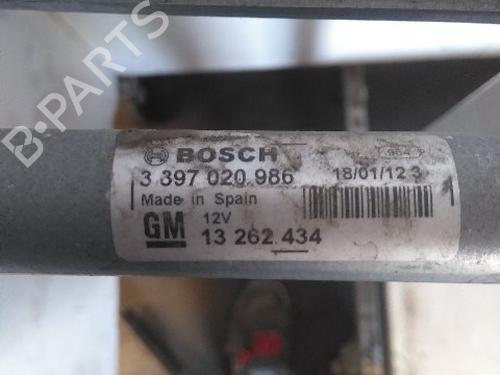 BOSCH
3 397 020 986
18/01/12 3
Made in Spain
12V
GM
13 262 434
B-PARTS